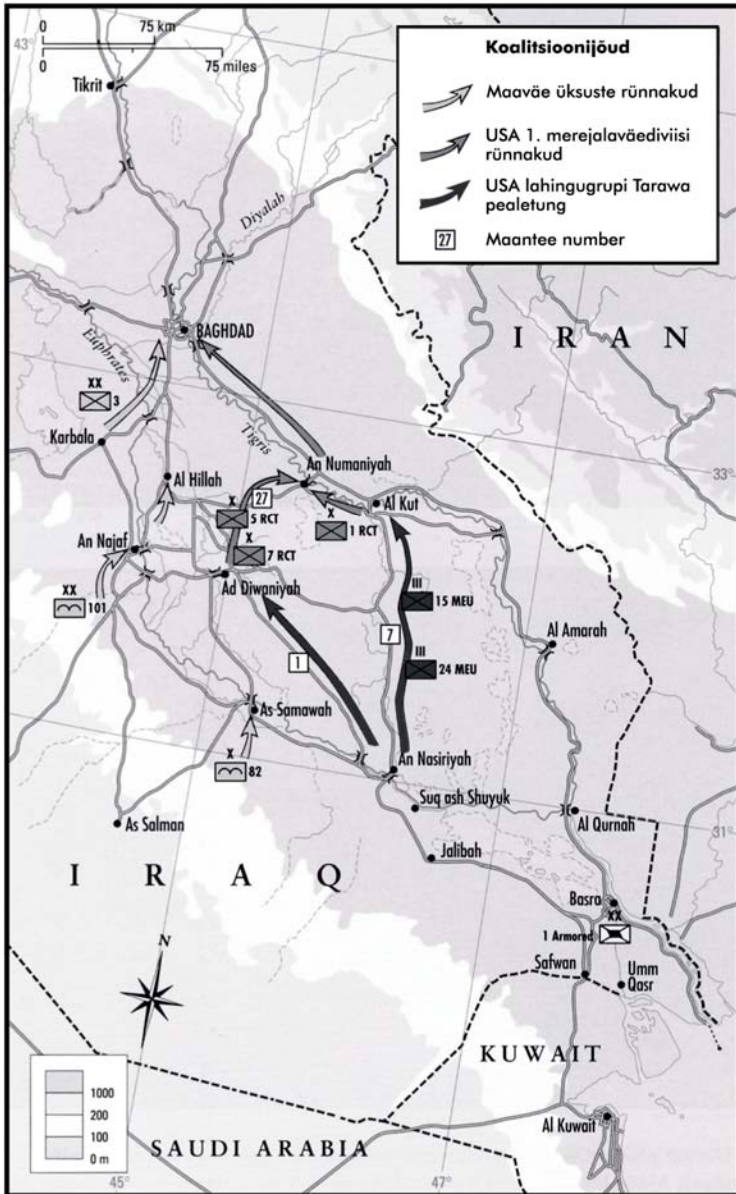 43°
0 75 km
0 75 miles
Koalitsioonijõud
Maaväe üksuste rünnakud
USA 1. merejalaväediviisi
rünnakud
USA lahingugrupi Tarawa
pealetung
27 Maantee number
Tikrit
Diyalah
BAGHDAD
Euphrates
IRAN
XX
3
Karbala
Tigris
33°
Al Hillah
An Numaniyah
27
Al Kut
X
5 RCT
X
1 RCT
An Najaf
X
7 RCT
XX
101
Ad Diwaniyah
III
15 MEU
7
Al Amarah
1
III
24 MEU
As Samawah
X
82
An Nasiriyah
Suq ash Shuyuk
As Salman
Al Qurnah
31°
Jalibah
IRAQ
Basra
XX
1 Armored
N
Safwan
Umm
Qasr
KUWAIT
1000
200
100
0 m
Al Kuwait
SAUDI ARABIA
45°
47°